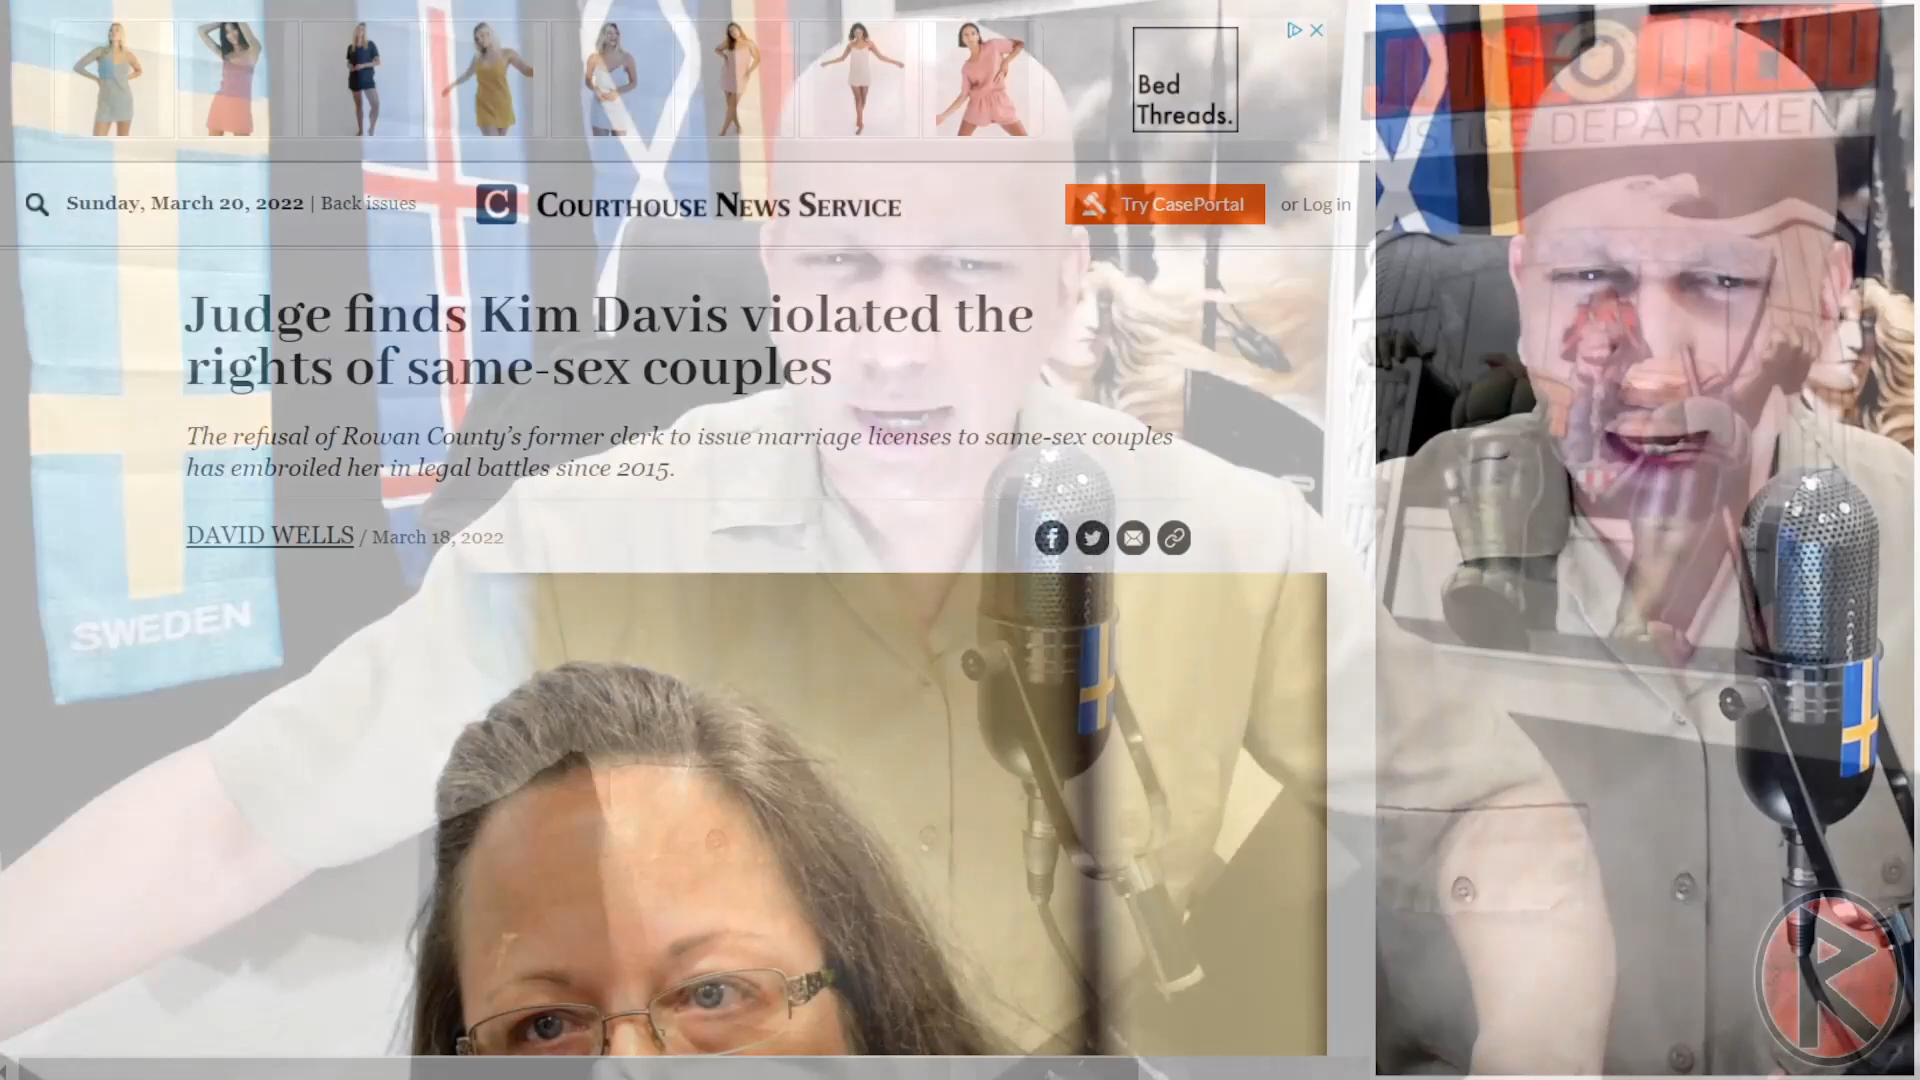 Bed
Threads.
JUDGE DREDD
JUSTICE DEPARTMENT
Sunday, March 20, 2022 | Back issues
C COURTHOUSE NEWS SERVICE
Try CasePortal
or Log in
Judge finds Kim Davis violated the
rights of same-sex couples
The refusal of Rowan County's former clerk to issue marriage licenses to same-sex couples
has embroiled her in legal battles since 2015.
DAVID WELLS / March 18, 2022
SWEDEN
R